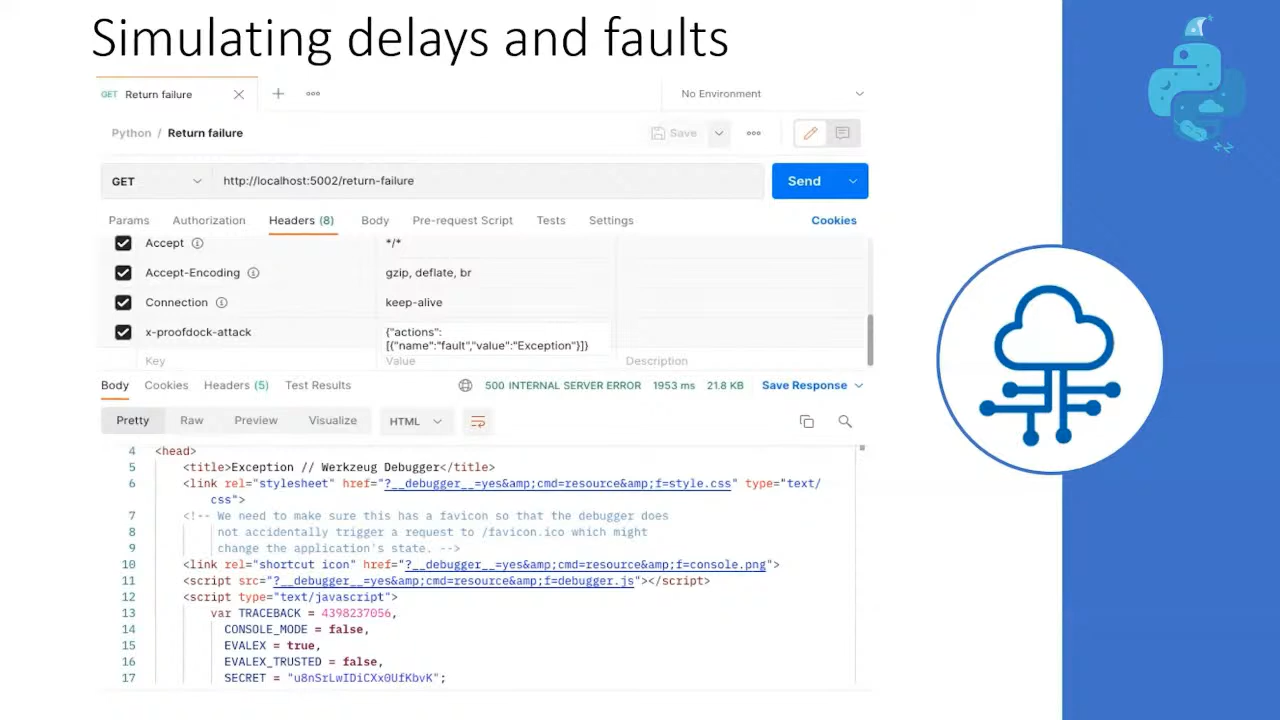 Simulating delays and faults
GET Return failure
No Environment
Python / Return failure
Save
GET http://localhost:5002/return-failure Send
Params Authorization Headers (8) Body Pre-request Script Tests Settings Cookies
Accept */*
Accept-Encoding gzip, deflate, br
Connection keep-alive
x-proofdock-attack {"actions":
[{"name":"fault","value":"Exception"}]}
Key Value Description
Body Cookies Headers (5) Test Results 500 INTERNAL SERVER ERROR 1953 ms 21.8 KB Save Response
Pretty Raw Preview Visualize HTML
4 <head>
5 <title>Exception // Werkzeug Debugger</title>
6 <link rel="stylesheet" href="?__debugger__=yes&amp;cmd=resource&amp;f=style.css" type="text/
css">
7 <!-- We need to make sure this has a favicon so that the debugger does
8 not accidentally trigger a request to /favicon.ico which might
9 change the application's state. -->
10 <link rel="shortcut icon" href="?__debugger__=yes&amp;cmd=resource&amp;f=console.png">
11 <script src="?__debugger__=yes&amp;cmd=resource&amp;f=debugger.js"></script>
12 <script type="text/javascript">
13 var TRACEBACK = 4398237056,
14 CONSOLE_MODE = false,
15 EVALEX = true,
16 EVALEX_TRUSTED = false,
17 SECRET = "u8nSrLwIDiCXx0UfKbvK";
z z